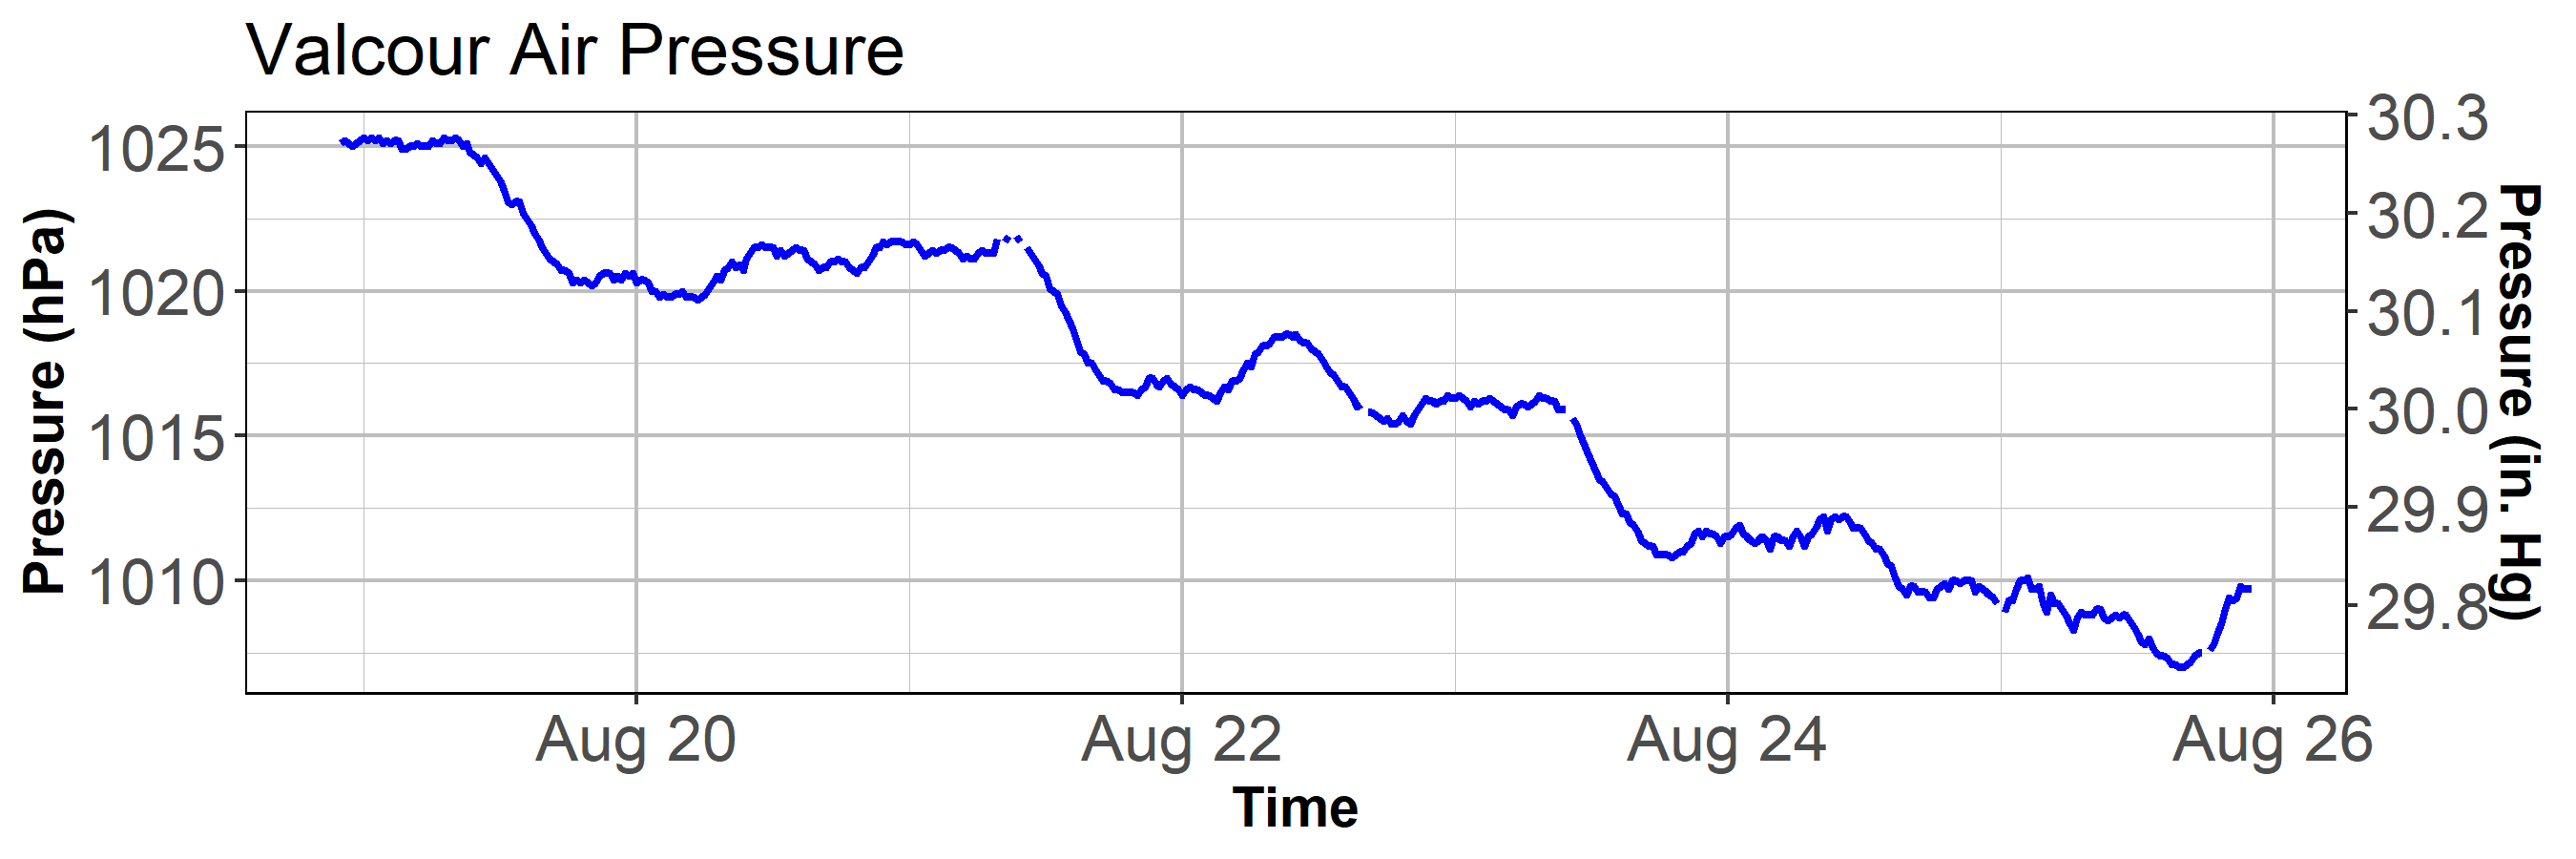 Valcour Air Pressure
Pressure (hPa)
1025
1020
1015
1010
30.3
30.2
30.1
30.0
29.9
29.8
Pressure (in. Hg)
Aug 20
Aug 22
Aug 24
Aug 26
Time